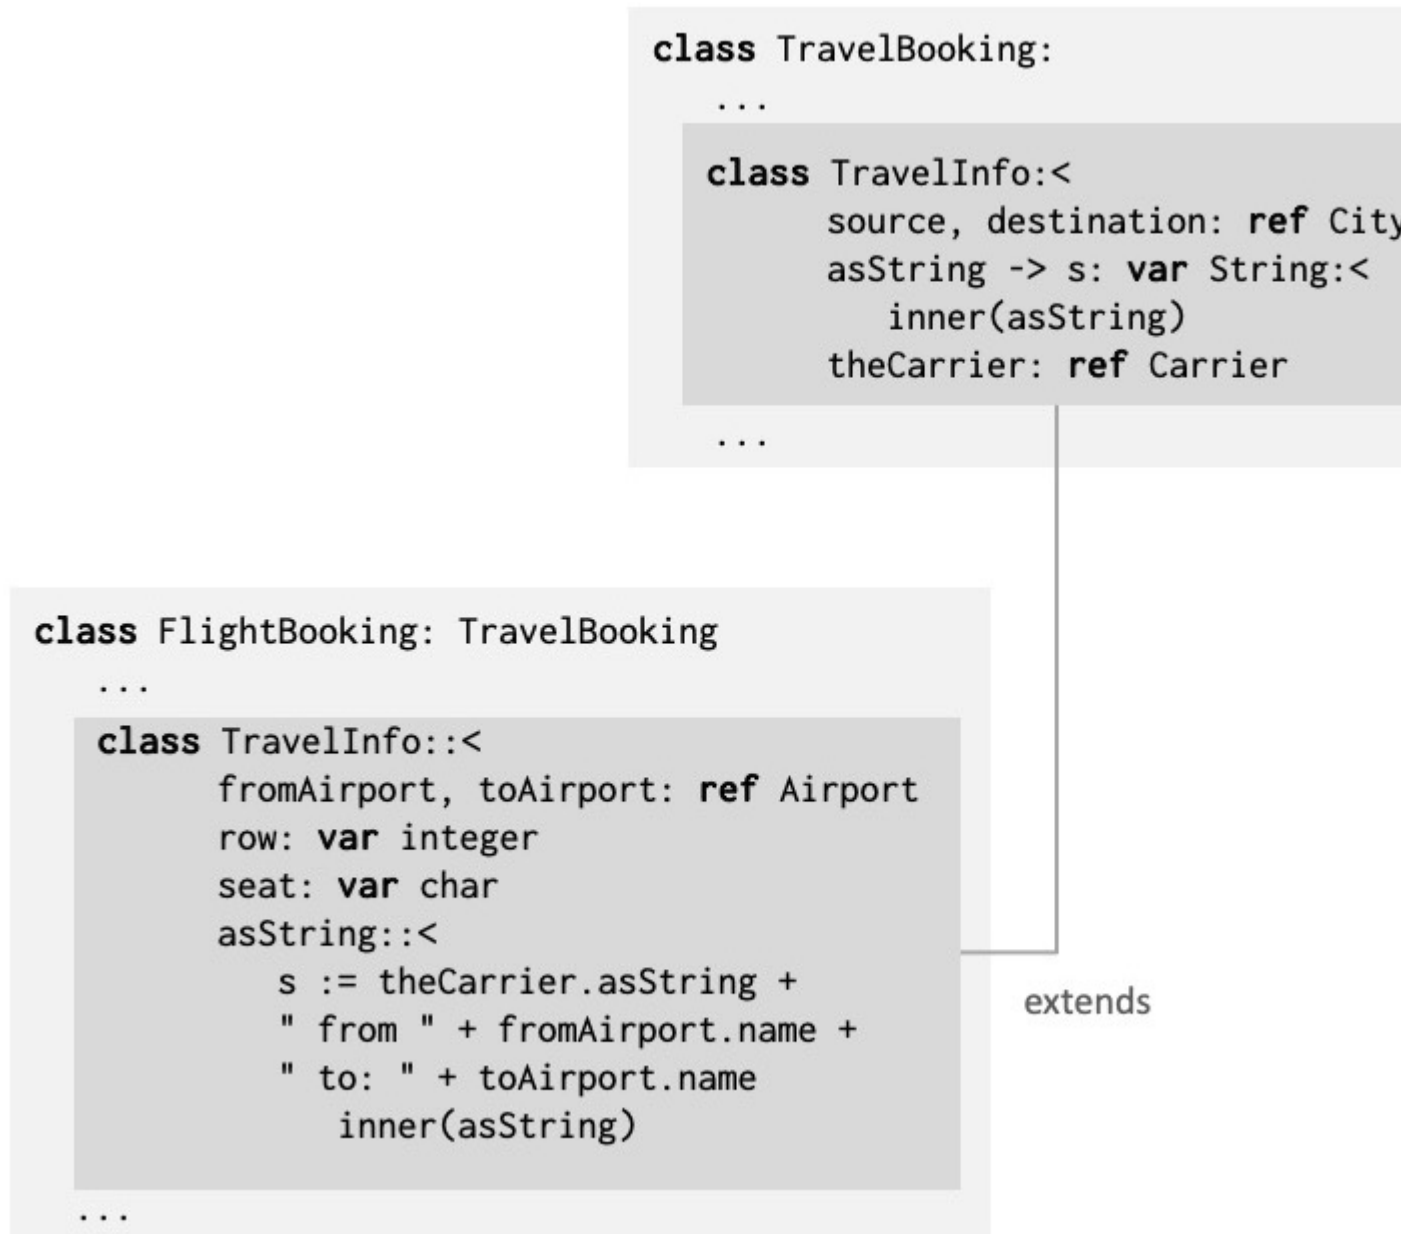 class TravelBooking:
...
class TravelInfo:<
source, destination: ref City
asString -> s: var String:<
inner(asString)
theCarrier: ref Carrier
...
class FlightBooking: TravelBooking
...
class TravelInfo::<
fromAirport, toAirport: ref Airport
row: var integer
seat: var char
asString::<
s := theCarrier.asString +
" from " + fromAirport.name +
" to: " + toAirport.name
inner(asString)
...
extends